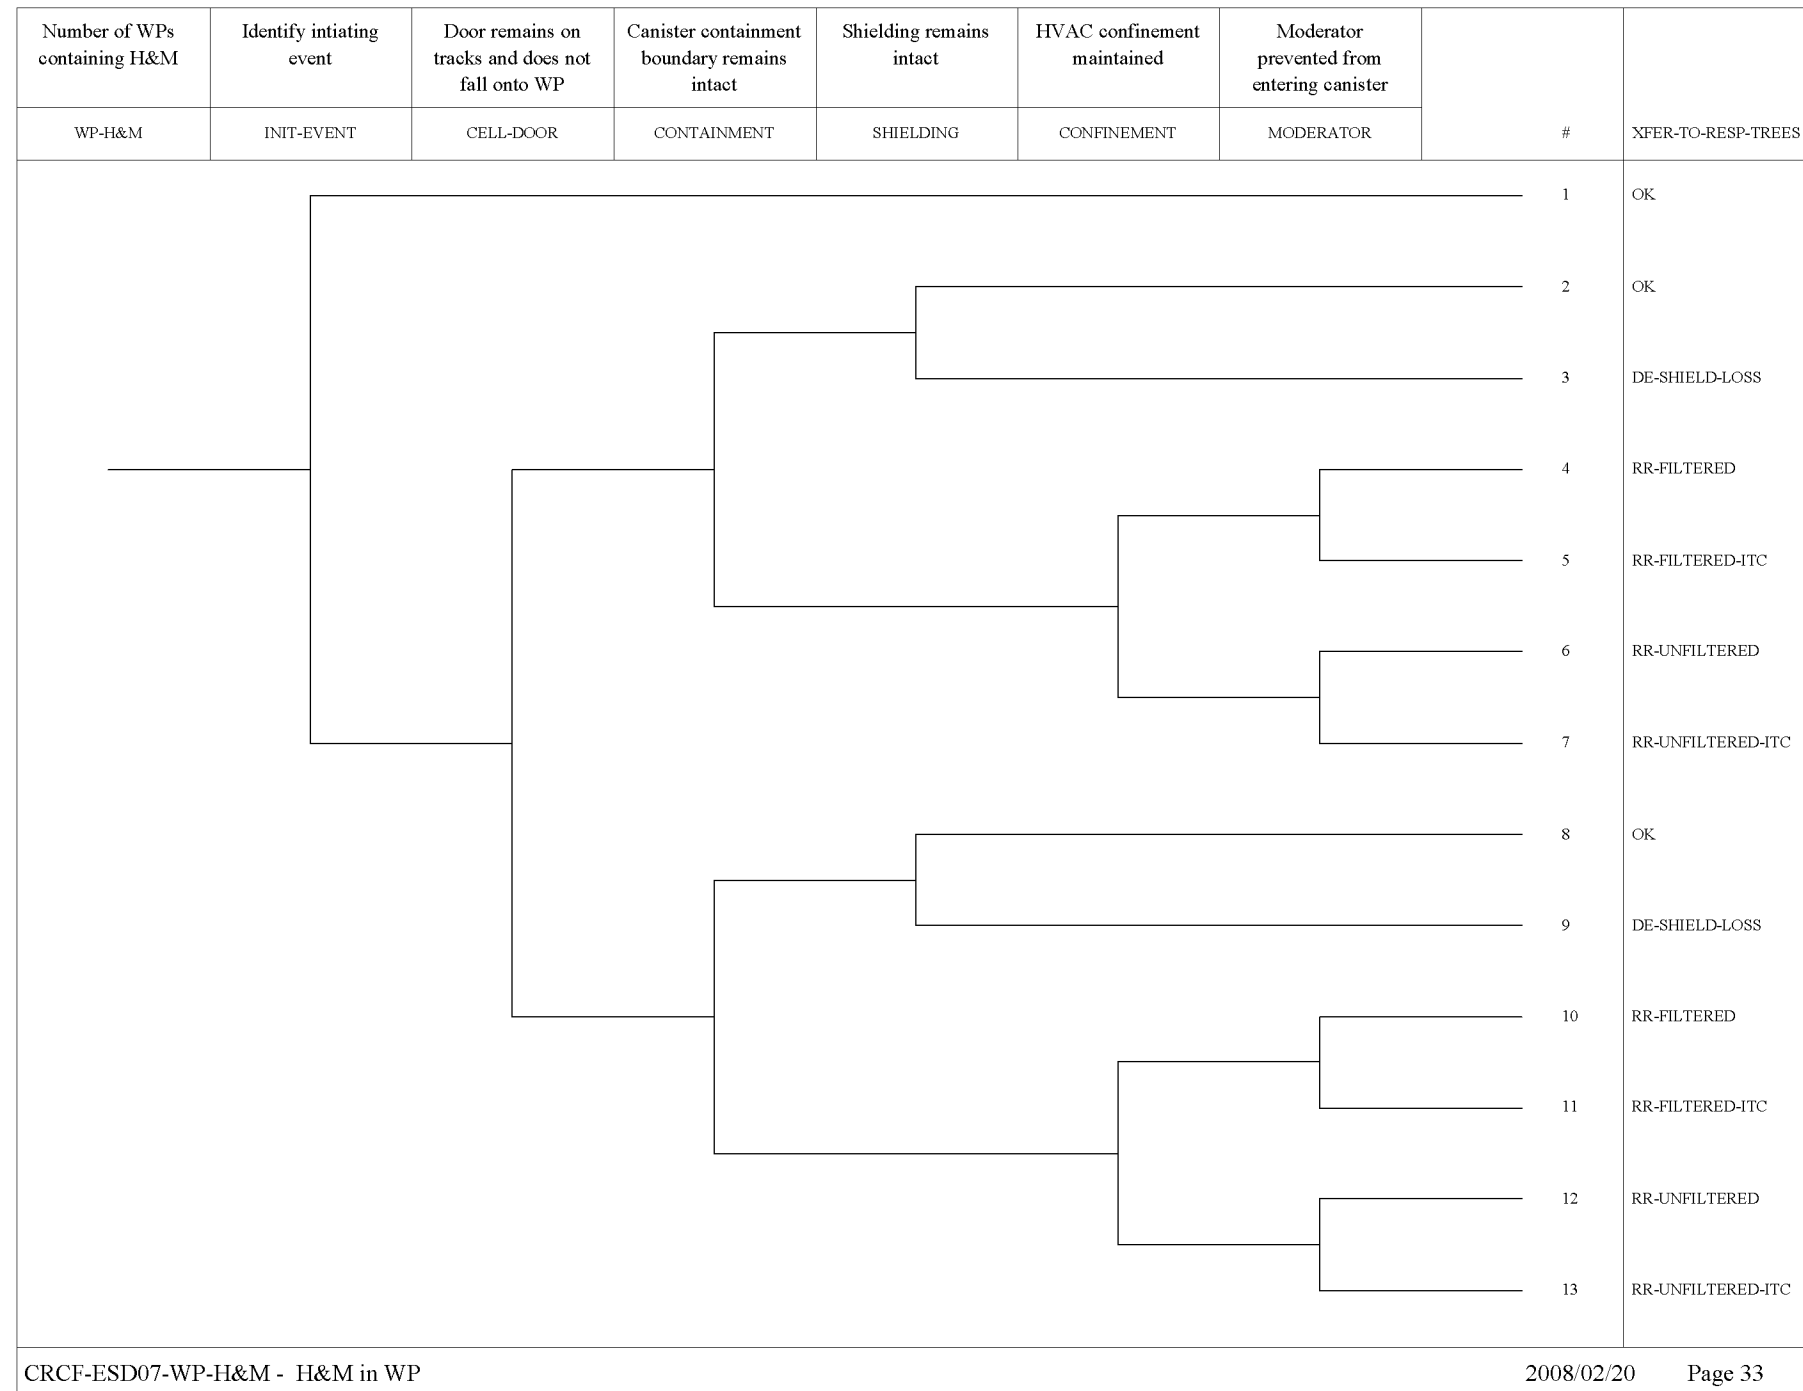 Number of WPs
containing H&M
Identify intiating
event
Door remains on
tracks and does not
fall onto WP
Canister containment
boundary remains
intact
Shielding remains
intact
HVAC confinement
maintained
Moderator
prevented from
entering canister
WP-H&M
INIT-EVENT
CELL-DOOR
CONTAINMENT
SHIELDING
CONFINEMENT
MODERATOR
#
XFER-TO-RESP-TREES
1 OK
2 OK
3 DE-SHIELD-LOSS
4 RR-FILTERED
5 RR-FILTERED-ITC
6 RR-UNFILTERED
7 RR-UNFILTERED-ITC
8 OK
9 DE-SHIELD-LOSS
10 RR-FILTERED
11 RR-FILTERED-ITC
12 RR-UNFILTERED
13 RR-UNFILTERED-ITC
CRCF-ESD07-WP-H&M - H&M in WP
2008/02/20 Page 33